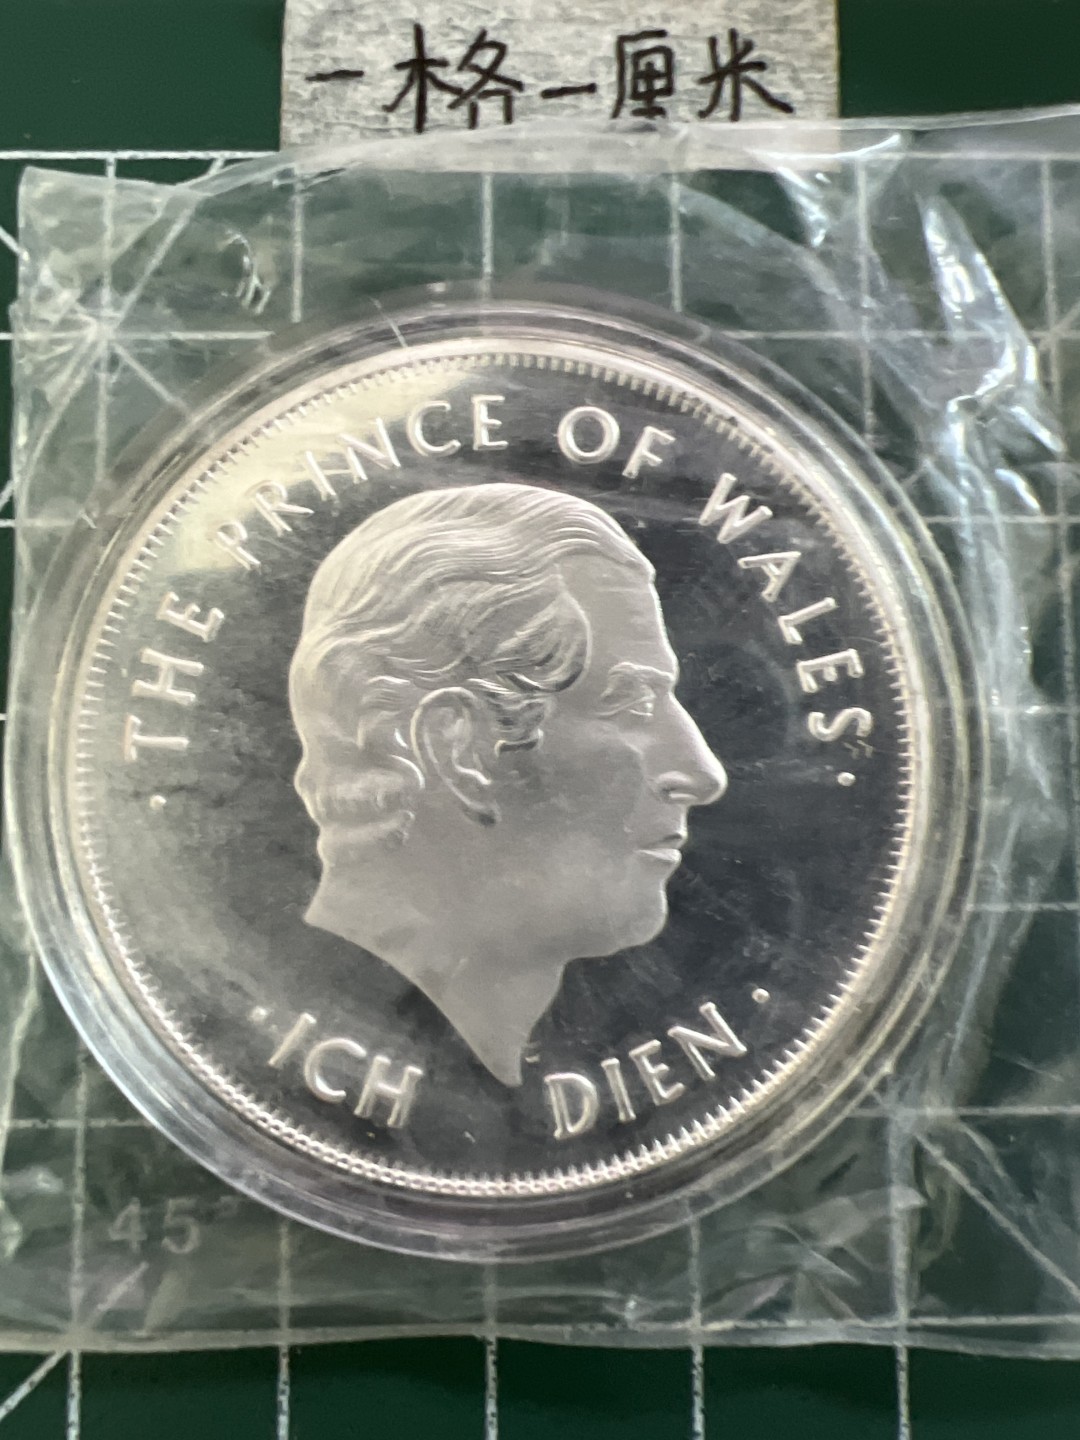 一格一厘米
· THE PRINCE OF WALES ·
· ICH DIEN ·
45°